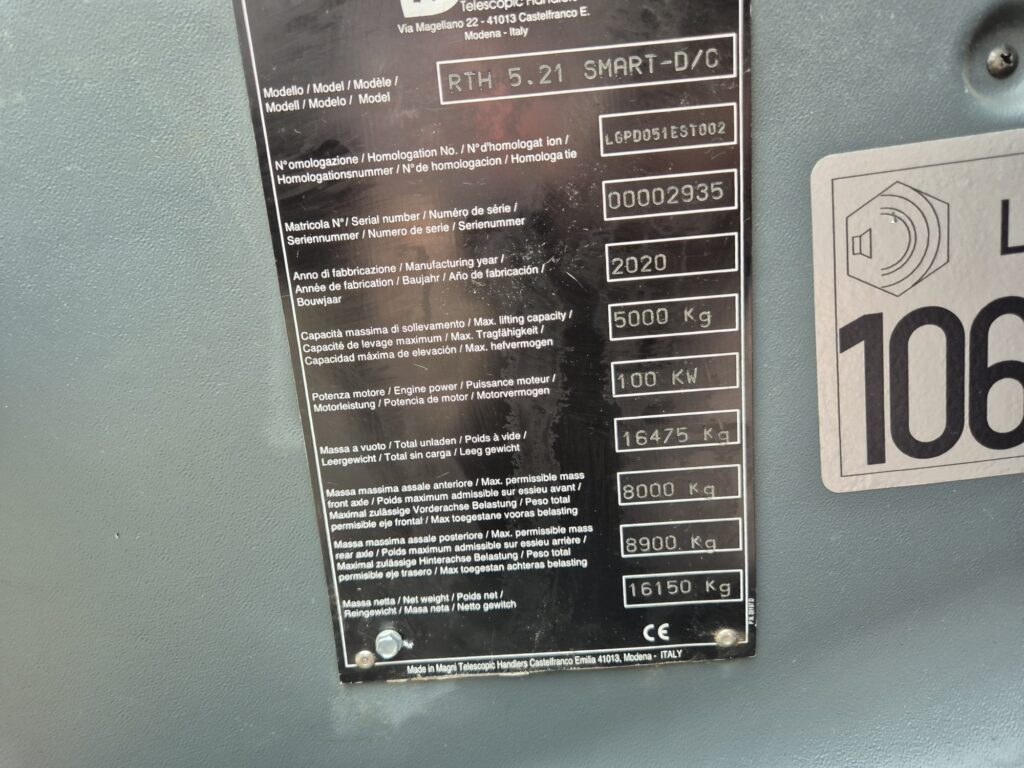 Telescopic Handlers
Via Magellano 22 - 41013 Castelfranco E.
Modena - Italy
Modello / Model / Modèle /
Modell / Modelo / Model
RTH 5.21 SMART-D/C
N°omologazione / Homologation No. / N°d'homologat ion /
Homologationsnummer / N°de homologacion / Homologa tie
LGPD051EST002
Matricola N°/ Serial number / Numéro de série /
Seriennummer / Numero de serie / Serienummer
00002935
Anno di fabbricazione / Manufacturing year /
Année de fabrication / Baujahr / Año de fabricación /
Bouwjaar
2020
Capacità massima di sollevamento / Max. lifting capacity /
Capacité de levage maximum / Max. Tragfähigkeit /
Capacidad máxima de elevación / Max. hefvermogen
5000 Kg
Potenza motore / Engine power / Puissance moteur /
Motorleistung / Potencia de motor / Motorvermogen
100 KW
Massa a vuoto / Total unladen / Poids à vide /
Leergewicht / Total sin carga / Leeg gewicht
16475 Kg
Massa massima assale anteriore / Max. permissible mass
front axle / Poids maximum admissible sur essieu avant /
Maximal zulässige Vorderachse Belastung / Peso total
permisible eje frontal / Max toegestane vooras belasting
8000 Kg
Massa massima assale posteriore / Max. permissible mass
rear axle / Poids maximum admissible sur essieu arrière /
Maximal zulässige Hinterachse Belastung / Peso total
permisible eje trasero / Max toegestan achteras belasting
8900 Kg
Massa netta / Net weight / Poids net /
Reingewicht / Masa neta / Netto gewitch
16150 Kg
CE
Made in Magni Telescopic Handlers Castelfranco Emilia 41013, Modena - ITALY
L
106